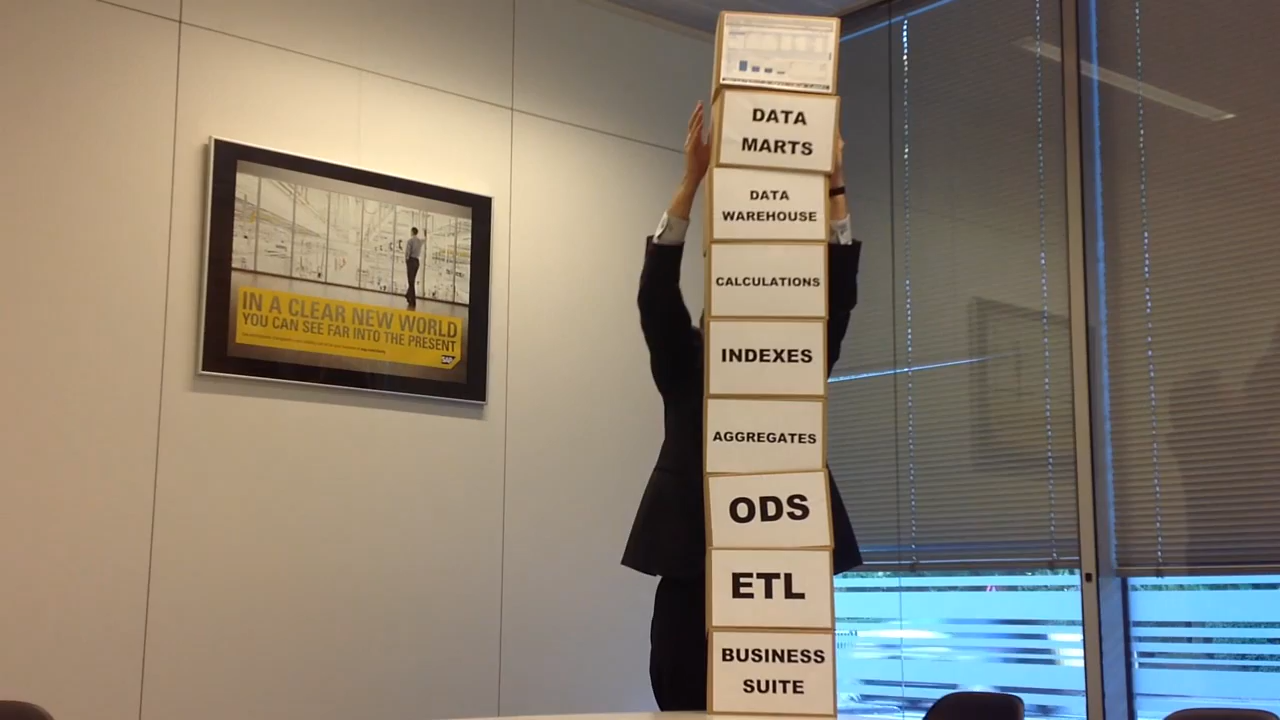 IN A CLEAR NEW WORLD
YOU CAN SEE FAR INTO THE PRESENT
SAP
DATA
MARTS
DATA
WAREHOUSE
CALCULATIONS
INDEXES
AGGREGATES
ODS
ETL
BUSINESS
SUITE